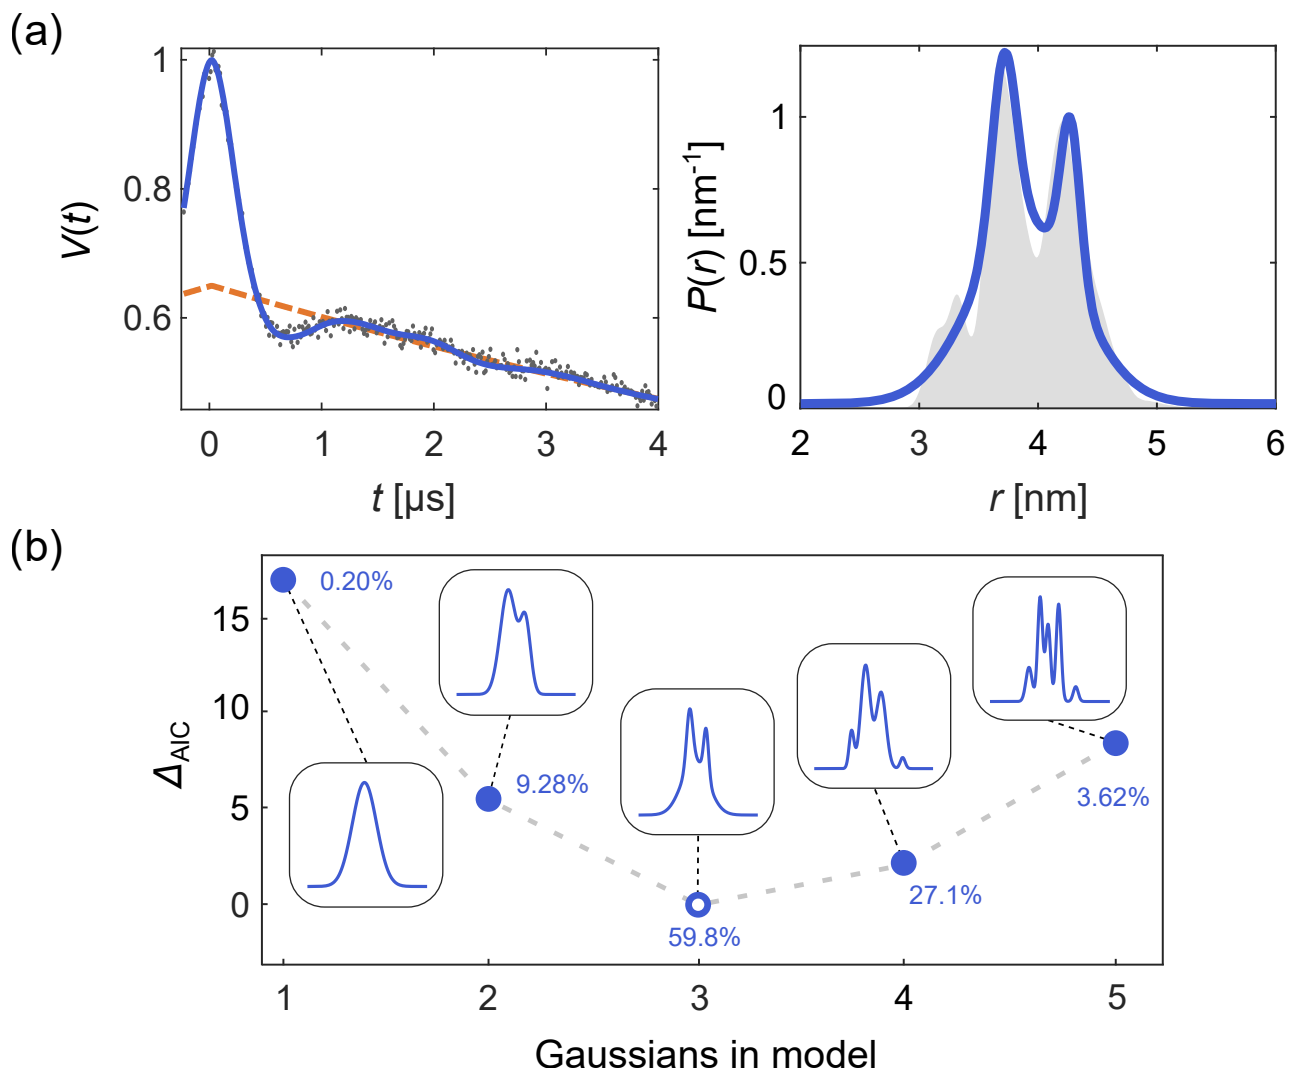 (a)
1
0.8
0.6
V(t)
0 1 2 3 4
t [µs]
1
0.5
0
P(r) [nm-1]
2 3 4 5 6
r [nm]
(b)
15
10
5
0
ΔAIC
0.20%
9.28%
59.8%
27.1%
3.62%
1 2 3 4 5
Gaussians in model